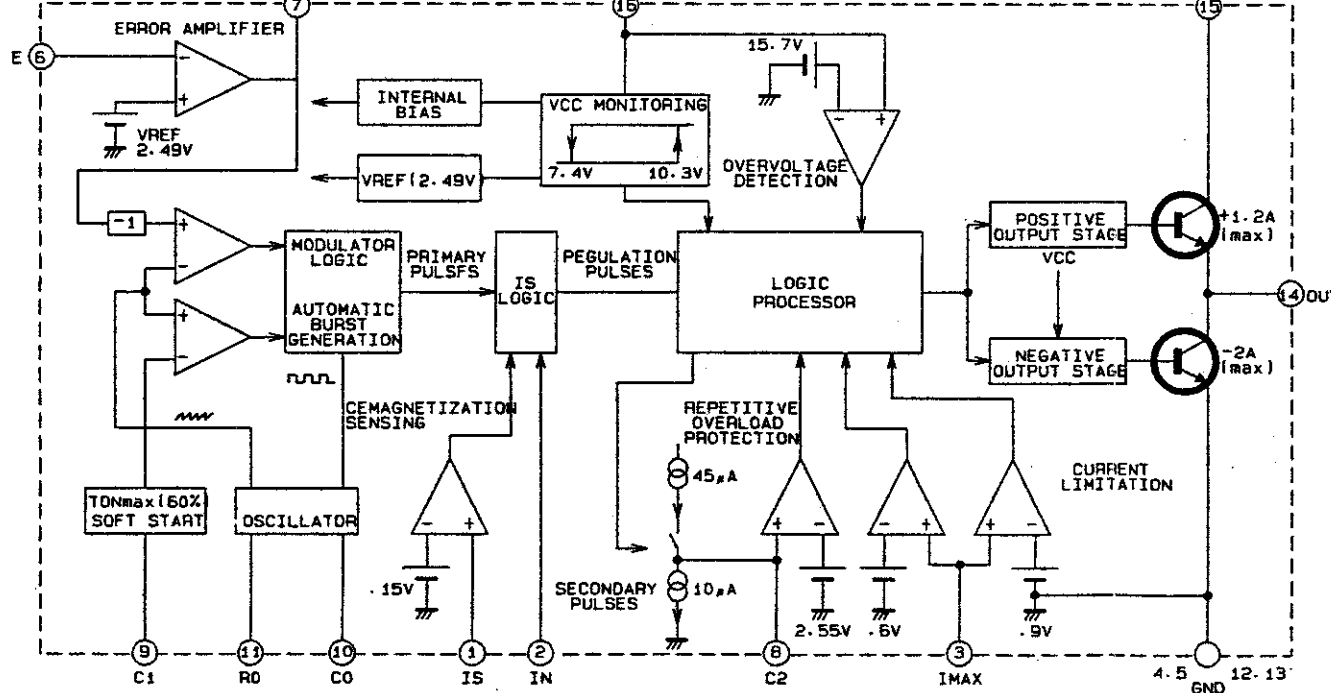 7
16
15
ERROR AMPLIFIER
E 6
-
+
VREF
2.49V
INTERNAL
BIAS
VCC MONITORING
7.4V 10.3V
VREF(2.49V
15.7V
- +
OVERVOLTAGE
DETECTION
-1
+
-
+
-
MODULATOR
LOGIC
AUTOMATIC
BURST
GENERATION
PRIMARY
PULSFS
IS
LOGIC
PEGULATION
PULSES
LOGIC
PROCESSOR
POSITIVE
OUTPUT STAGE
VCC
NEGATIVE
OUTPUT STAGE
+1.2A
(max)
14 OUT
-2A
(max)
CEMAGNETIZATION
SENSING
REPETITIVE
OVERLOAD
PROTECTION
45µA
CURRENT
LIMITATION
TONmax(60%)
SOFT START
OSCILLATOR
- +
+ -
- +
+ -
.15V
SECONDARY
PULSES
10µA
2.55V
.6V
.9V
9
11
10
1
2
8
3
C1
RO
CO
IS
IN
C2
IMAX
4.5 12.13
GND